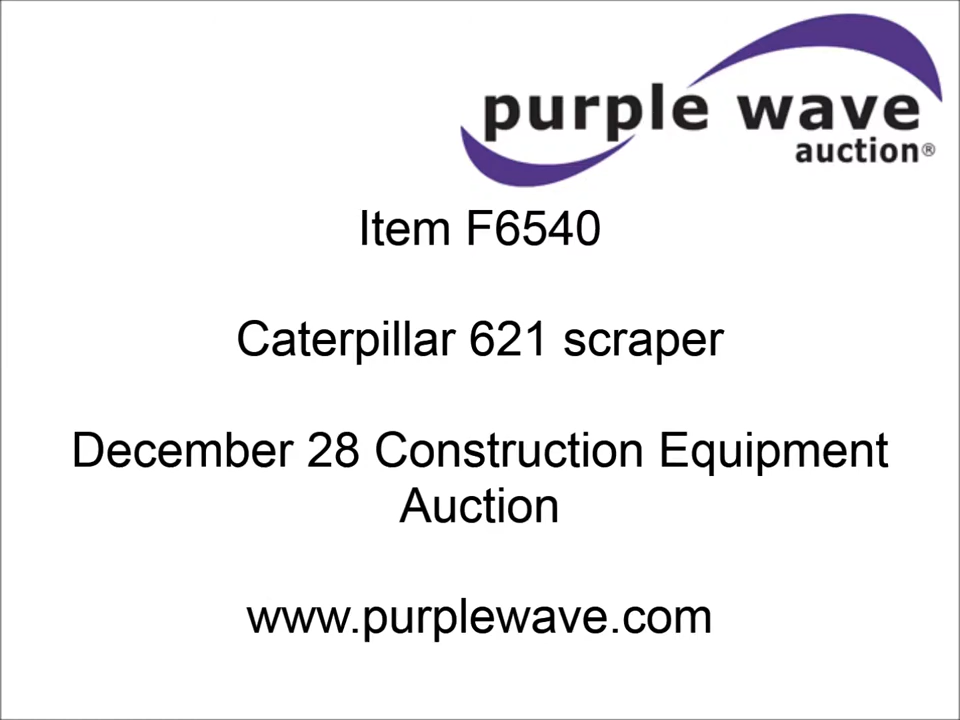 purple wave
auction®
Item F6540
Caterpillar 621 scraper
December 28 Construction Equipment
Auction
www.purplewave.com